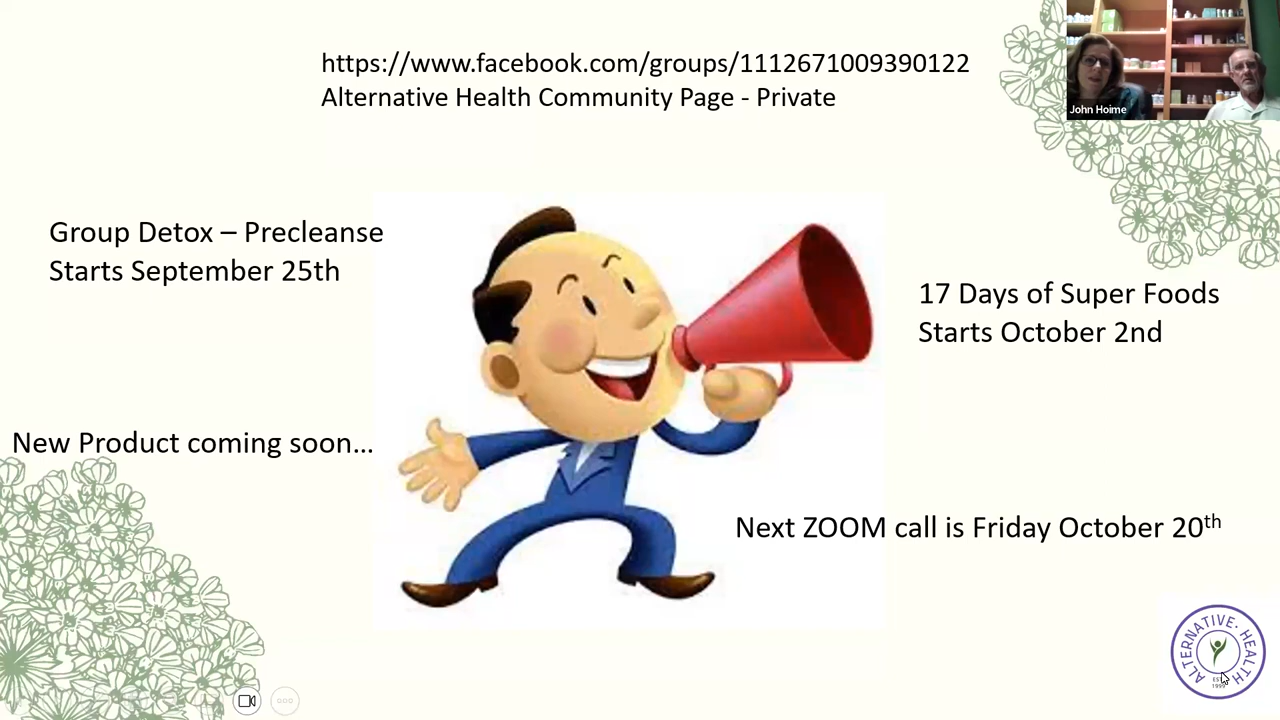 https://www.facebook.com/groups/1112671009390122
Alternative Health Community Page - Private
John Hoime
Group Detox – Precleanse
Starts September 25th
17 Days of Super Foods
Starts October 2nd
New Product coming soon...
Next ZOOM call is Friday October 20th
ALTERNATIVE· HEALTH